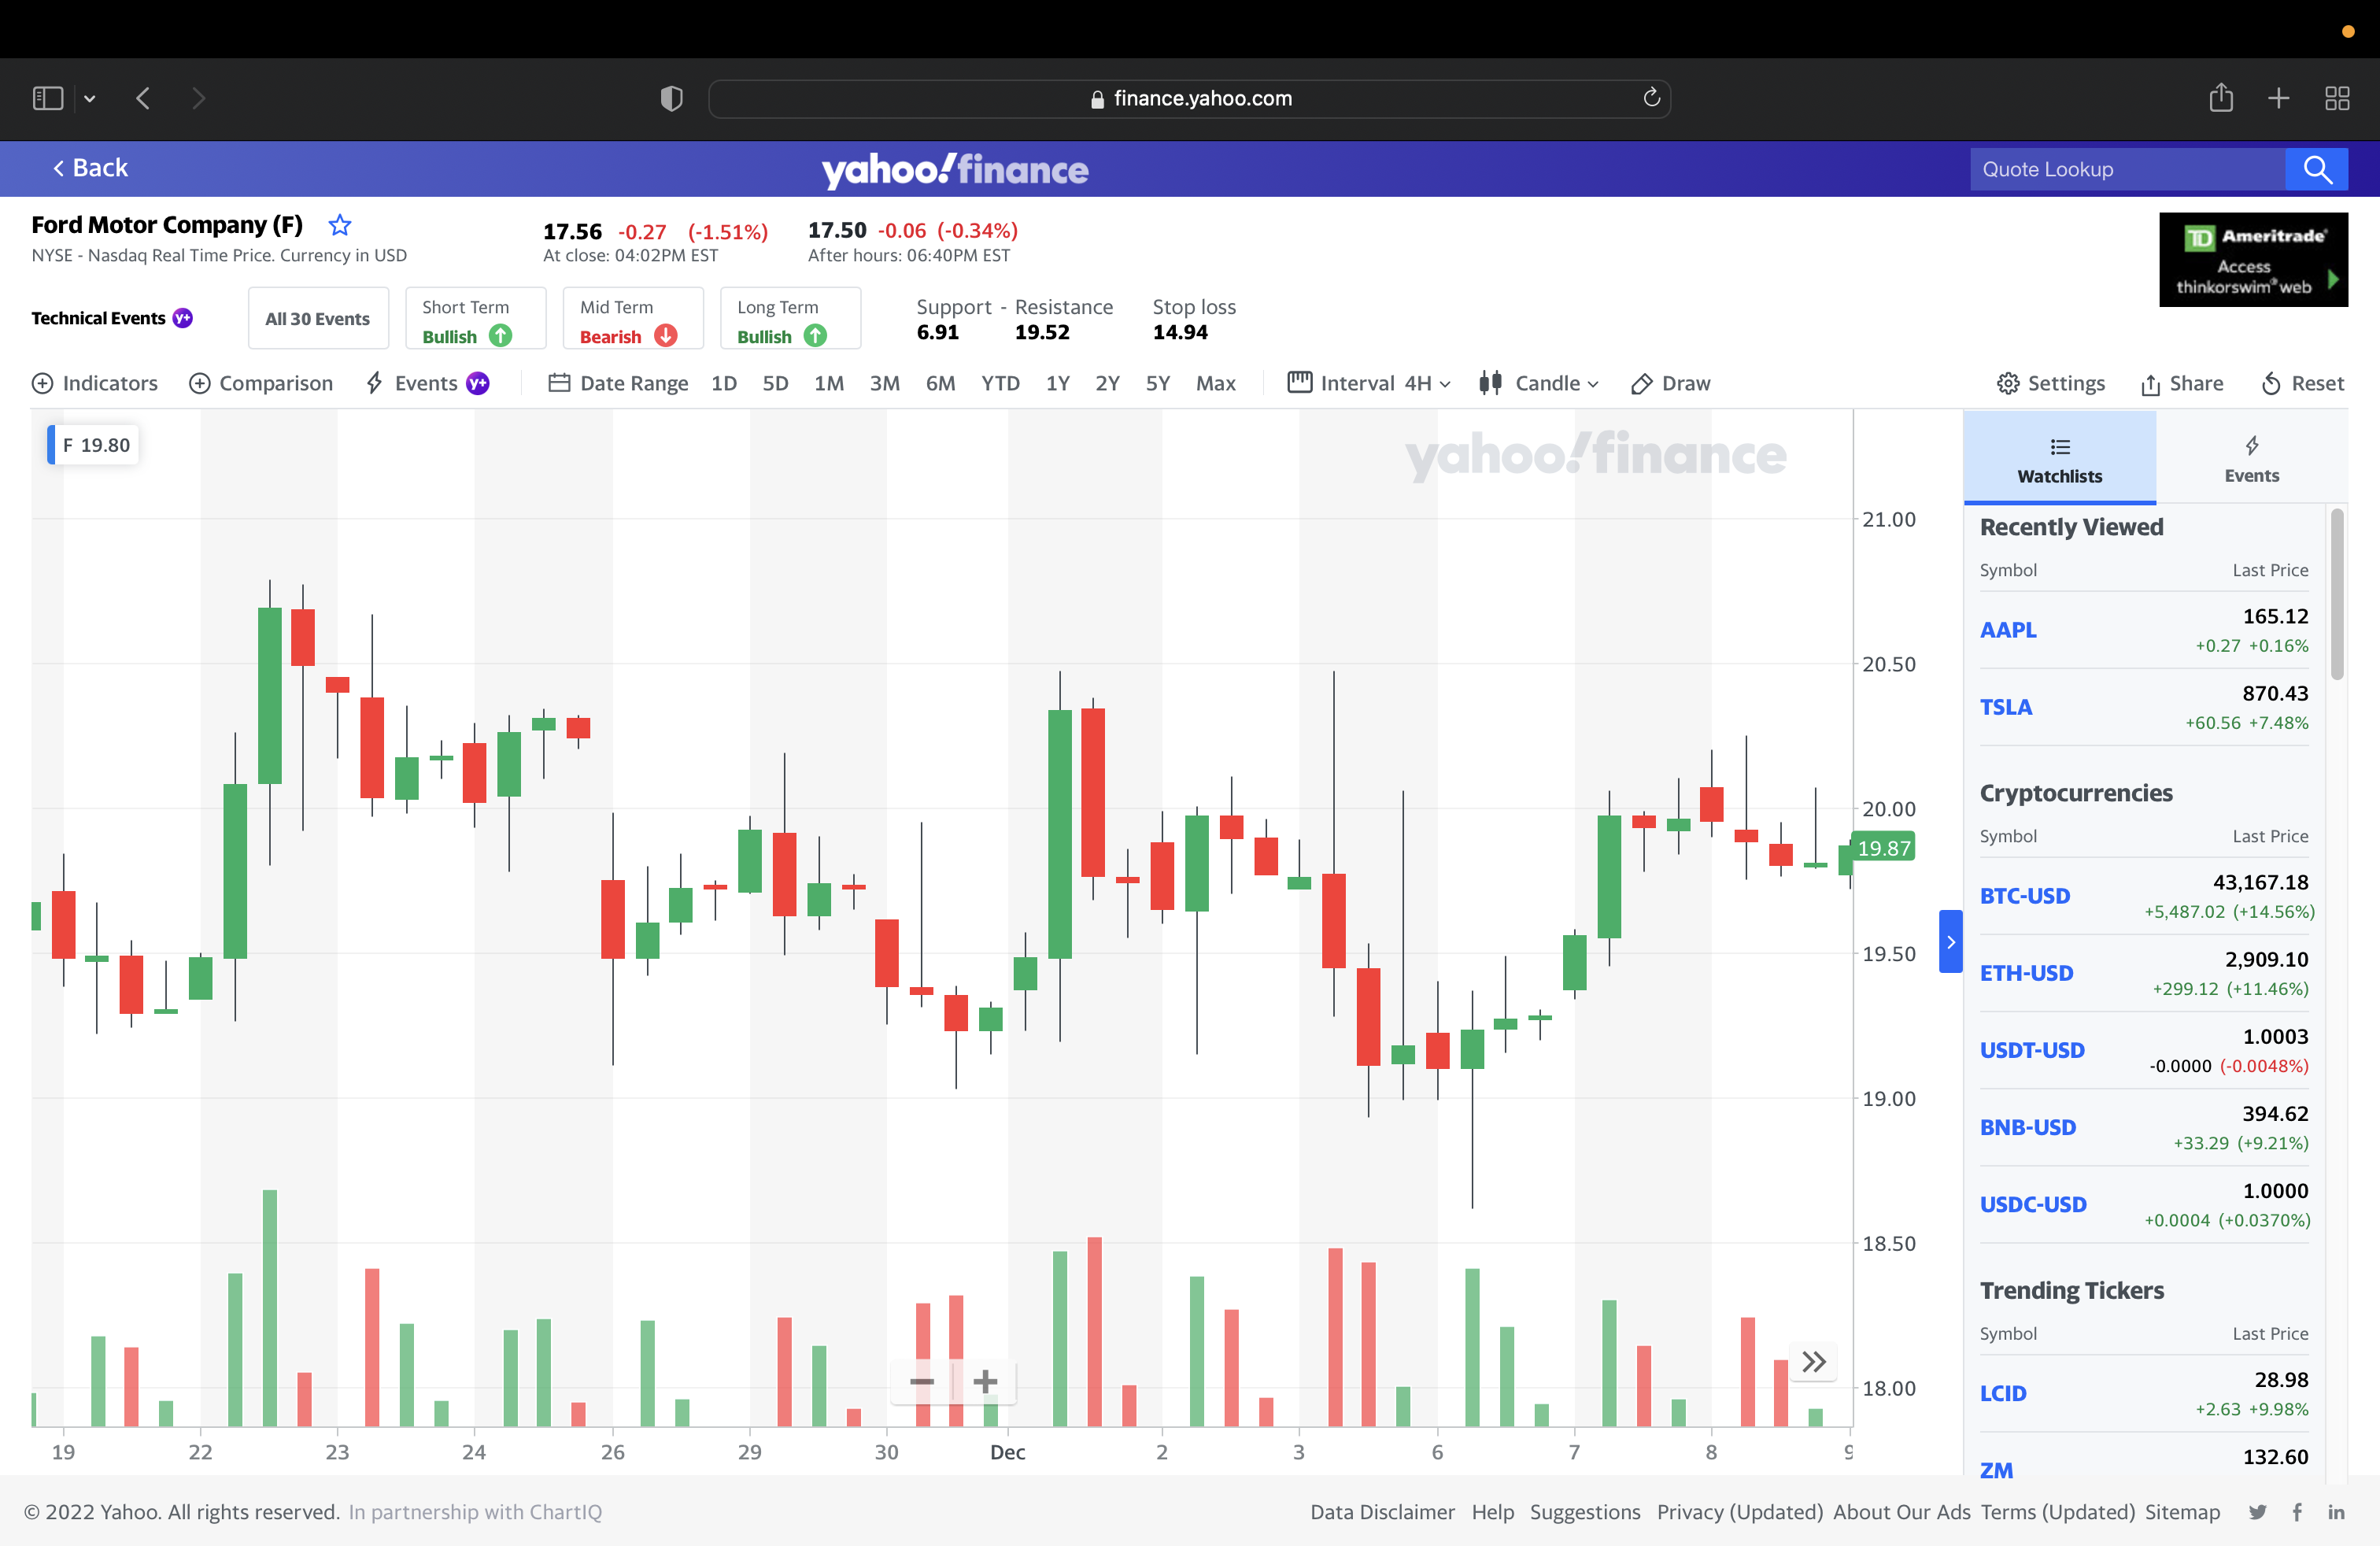 finance.yahoo.com
Back
yahoo!finance
Quote Lookup
Ford Motor Company (F)
NYSE - Nasdaq Real Time Price. Currency in USD
17.56 -0.27 (-1.51%)
At close: 04:02PM EST
17.50 -0.06 (-0.34%)
After hours: 06:40PM EST
TD Ameritrade
Access
thinkorswim® web
Technical Events Y+
All 30 Events
Short Term
Bullish
Mid Term
Bearish
Long Term
Bullish
Support - Resistance
6.91 19.52
Stop loss
14.94
Indicators Comparison Events Y+ Date Range 1D 5D 1M 3M 6M YTD 1Y 2Y 5Y Max Interval 4H Candle Draw Settings Share Reset
F 19.80
yahoo!finance
21.00
20.50
20.00
19.87
19.50
19.00
18.50
18.00
19 22 23 24 26 29 30 Dec 2 3 6 7 8 9
Watchlists
Events
Recently Viewed
Symbol Last Price
AAPL 165.12
+0.27 +0.16%
TSLA 870.43
+60.56 +7.48%
Cryptocurrencies
Symbol Last Price
BTC-USD 43,167.18
+5,487.02 (+14.56%)
ETH-USD 2,909.10
+299.12 (+11.46%)
USDT-USD 1.0003
-0.0000 (-0.0048%)
BNB-USD 394.62
+33.29 (+9.21%)
USDC-USD 1.0000
+0.0004 (+0.0370%)
Trending Tickers
Symbol Last Price
LCID 28.98
+2.63 +9.98%
ZM 132.60
© 2022 Yahoo. All rights reserved. In partnership with ChartIQ
Data Disclaimer Help Suggestions Privacy (Updated) About Our Ads Terms (Updated) Sitemap